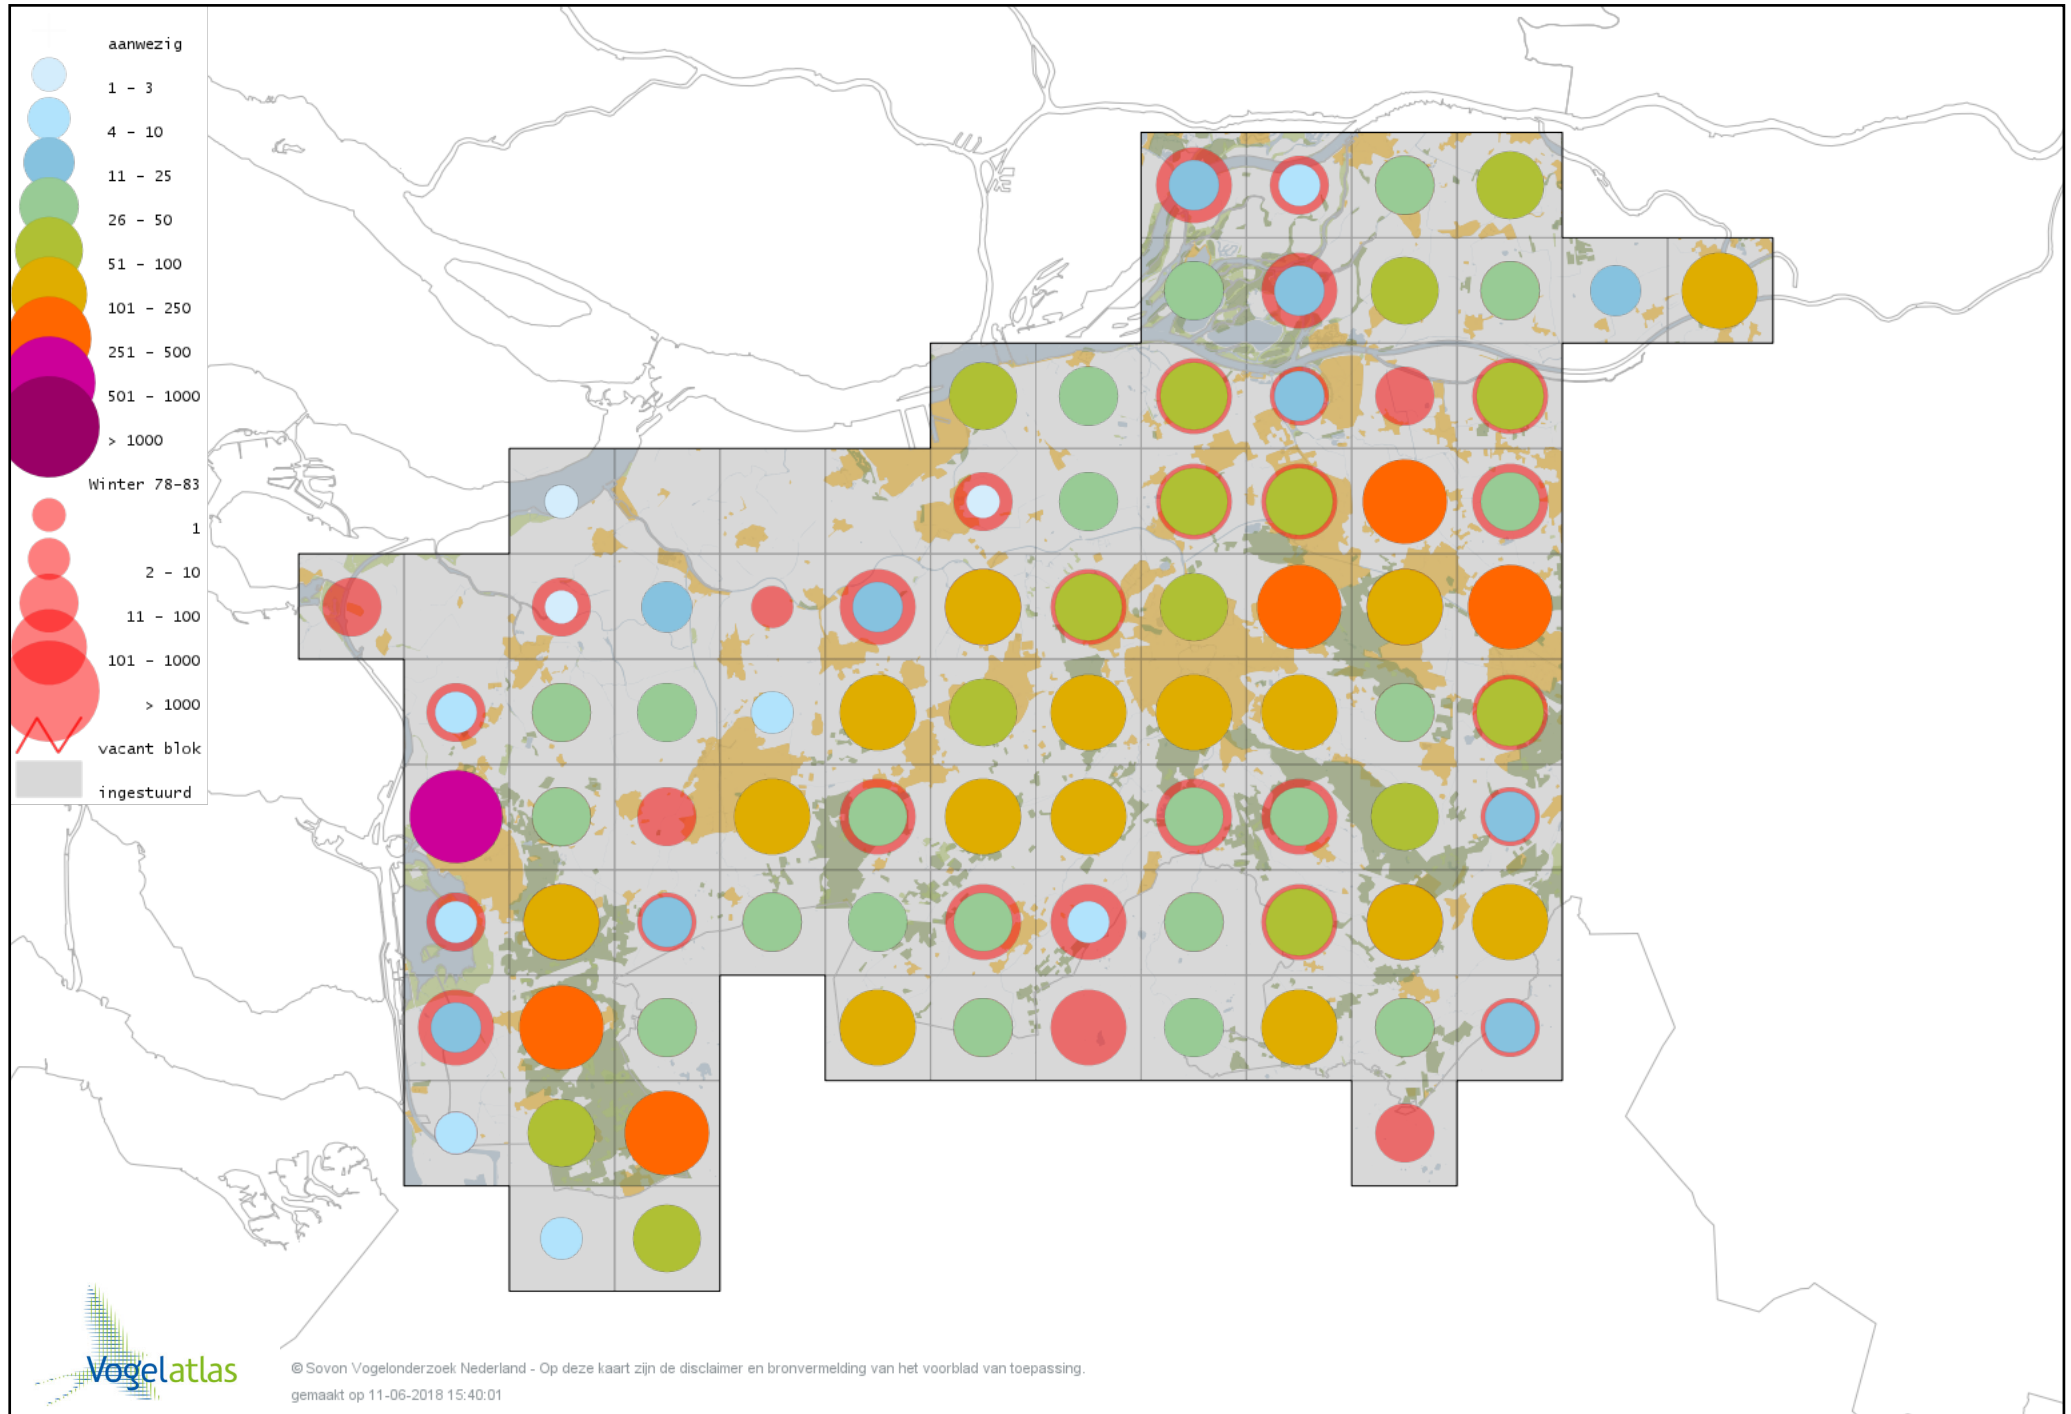 aanwezig
1 - 3
4 - 10
11 - 25
26 - 50
51 - 100
101 - 250
251 - 500
501 - 1000
> 1000
Winter 78-83
1
2 - 10
11 - 100
101 - 1000
> 1000
vacant blok
ingestuurd
Vogelatlas
© Sovon Vogelonderzoek Nederland - Op deze kaart zijn de disclaimer en bronvermelding van het voorblad van toepassing.
gemaakt op 11-06-2018 15:40:01